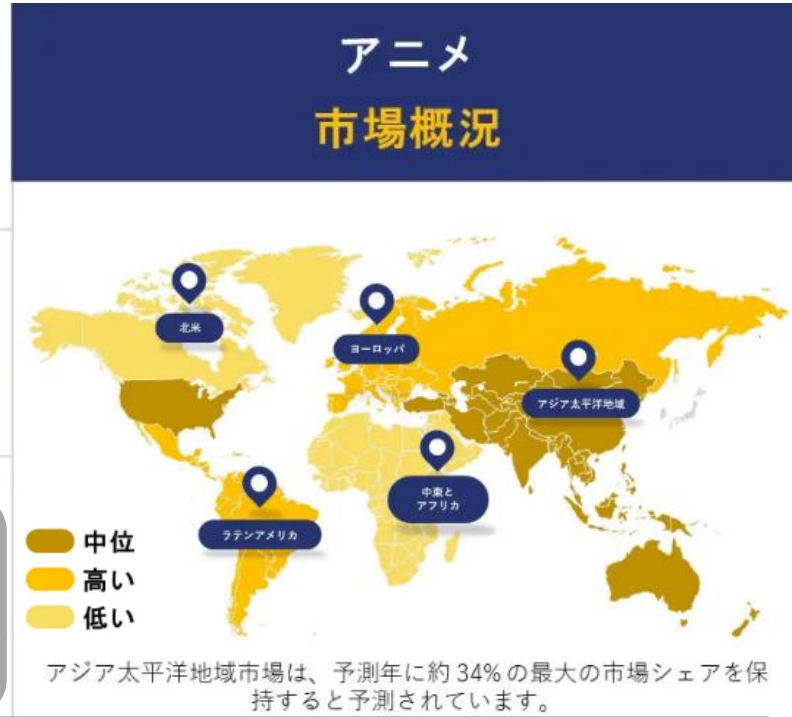 アニメ
市場概況
北米
ヨーロッパ
アジア太平洋地域
中東と
アフリカ
ラテンアメリカ
中位
高い
低い
アジア太平洋地域市場は、予測年に約34%の最大の市場シェアを保
持すると予測されています。